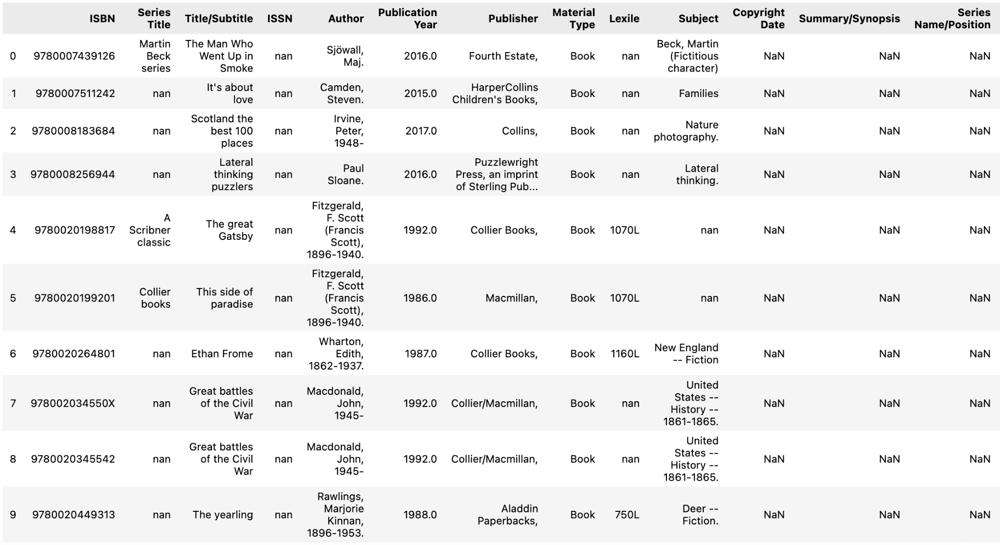 ISBN Series Title Title/Subtitle ISSN Author Publication Year Publisher Material Type Lexile Subject Copyright Date Summary/Synopsis Series Name/Position
0 9780007439126 Martin Beck series The Man Who Went Up in Smoke nan Sjöwall, Maj. 2016.0 Fourth Estate, Book nan Beck, Martin (Fictitious character) NaN NaN NaN
1 9780007511242 nan It's about love nan Camden, Steven. 2015.0 HarperCollins Children's Books, Book nan Families NaN NaN NaN
2 9780008183684 nan Scotland the best 100 places nan Irvine, Peter, 1948- 2017.0 Collins, Book nan Nature photography. NaN NaN NaN
3 9780008256944 nan Lateral thinking puzzlers nan Paul Sloane. 2016.0 Puzzlewright Press, an imprint of Sterling Pub... Book nan Lateral thinking. NaN NaN NaN
4 9780020198817 A Scribner classic The great Gatsby nan Fitzgerald, F. Scott (Francis Scott), 1896-1940. 1992.0 Collier Books, Book 1070L nan NaN NaN NaN
5 9780020199201 Collier books This side of paradise nan Fitzgerald, F. Scott (Francis Scott), 1896-1940. 1986.0 Macmillan, Book 1070L nan NaN NaN NaN
6 9780020264801 nan Ethan Frome nan Wharton, Edith, 1862-1937. 1987.0 Collier Books, Book 1160L New England -- Fiction NaN NaN NaN
7 978002034550X nan Great battles of the Civil War nan Macdonald, John, 1945- 1992.0 Collier/Macmillan, Book nan United States -- History -- 1861-1865. NaN NaN NaN
8 9780020345542 nan Great battles of the Civil War nan Macdonald, John, 1945- 1992.0 Collier/Macmillan, Book nan United States -- History -- 1861-1865. NaN NaN NaN
9 9780020449313 nan The yearling nan Rawlings, Marjorie Kinnan, 1896-1953. 1988.0 Aladdin Paperbacks, Book 750L Deer -- Fiction. NaN NaN NaN